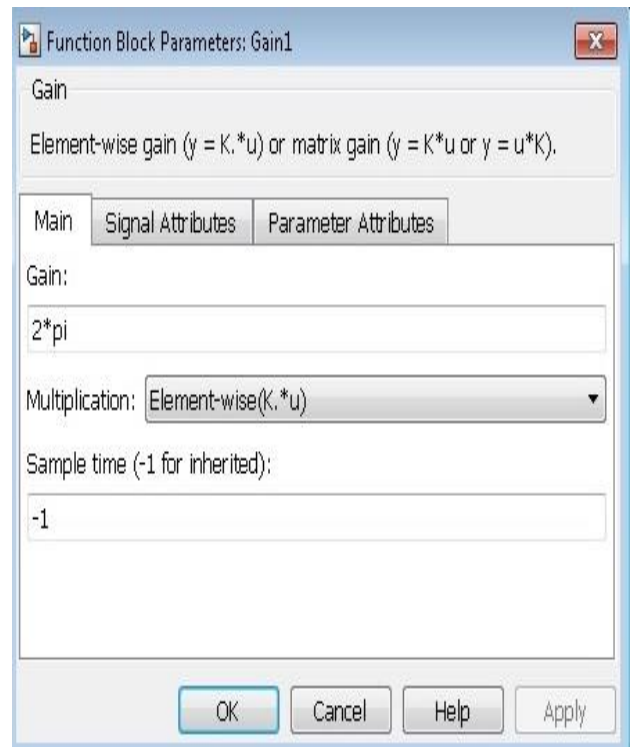 Function Block Parameters: Gain1
Gain
Element-wise gain (y = K.*u) or matrix gain (y = K*u or y = u*K).
Main Signal Attributes Parameter Attributes
Gain:
2*pi
Multiplication: Element-wise(K.*u)
Sample time (-1 for inherited):
-1
OK Cancel Help Apply